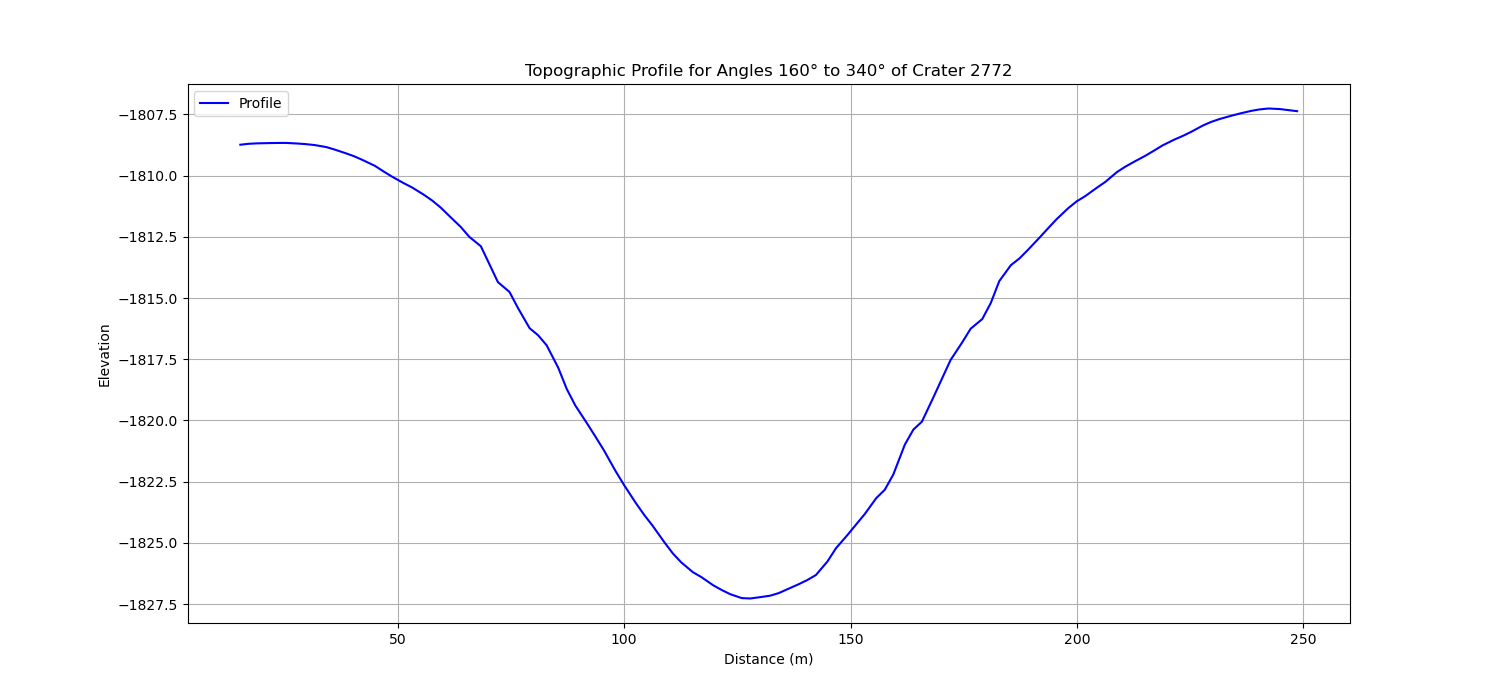 Topographic Profile for Angles 160° to 340° of Crater 2772
Profile
−1807.5
−1810.0
−1812.5
−1815.0
−1817.5
−1820.0
−1822.5
−1825.0
−1827.5
Elevation
50 100 150 200 250
Distance (m)